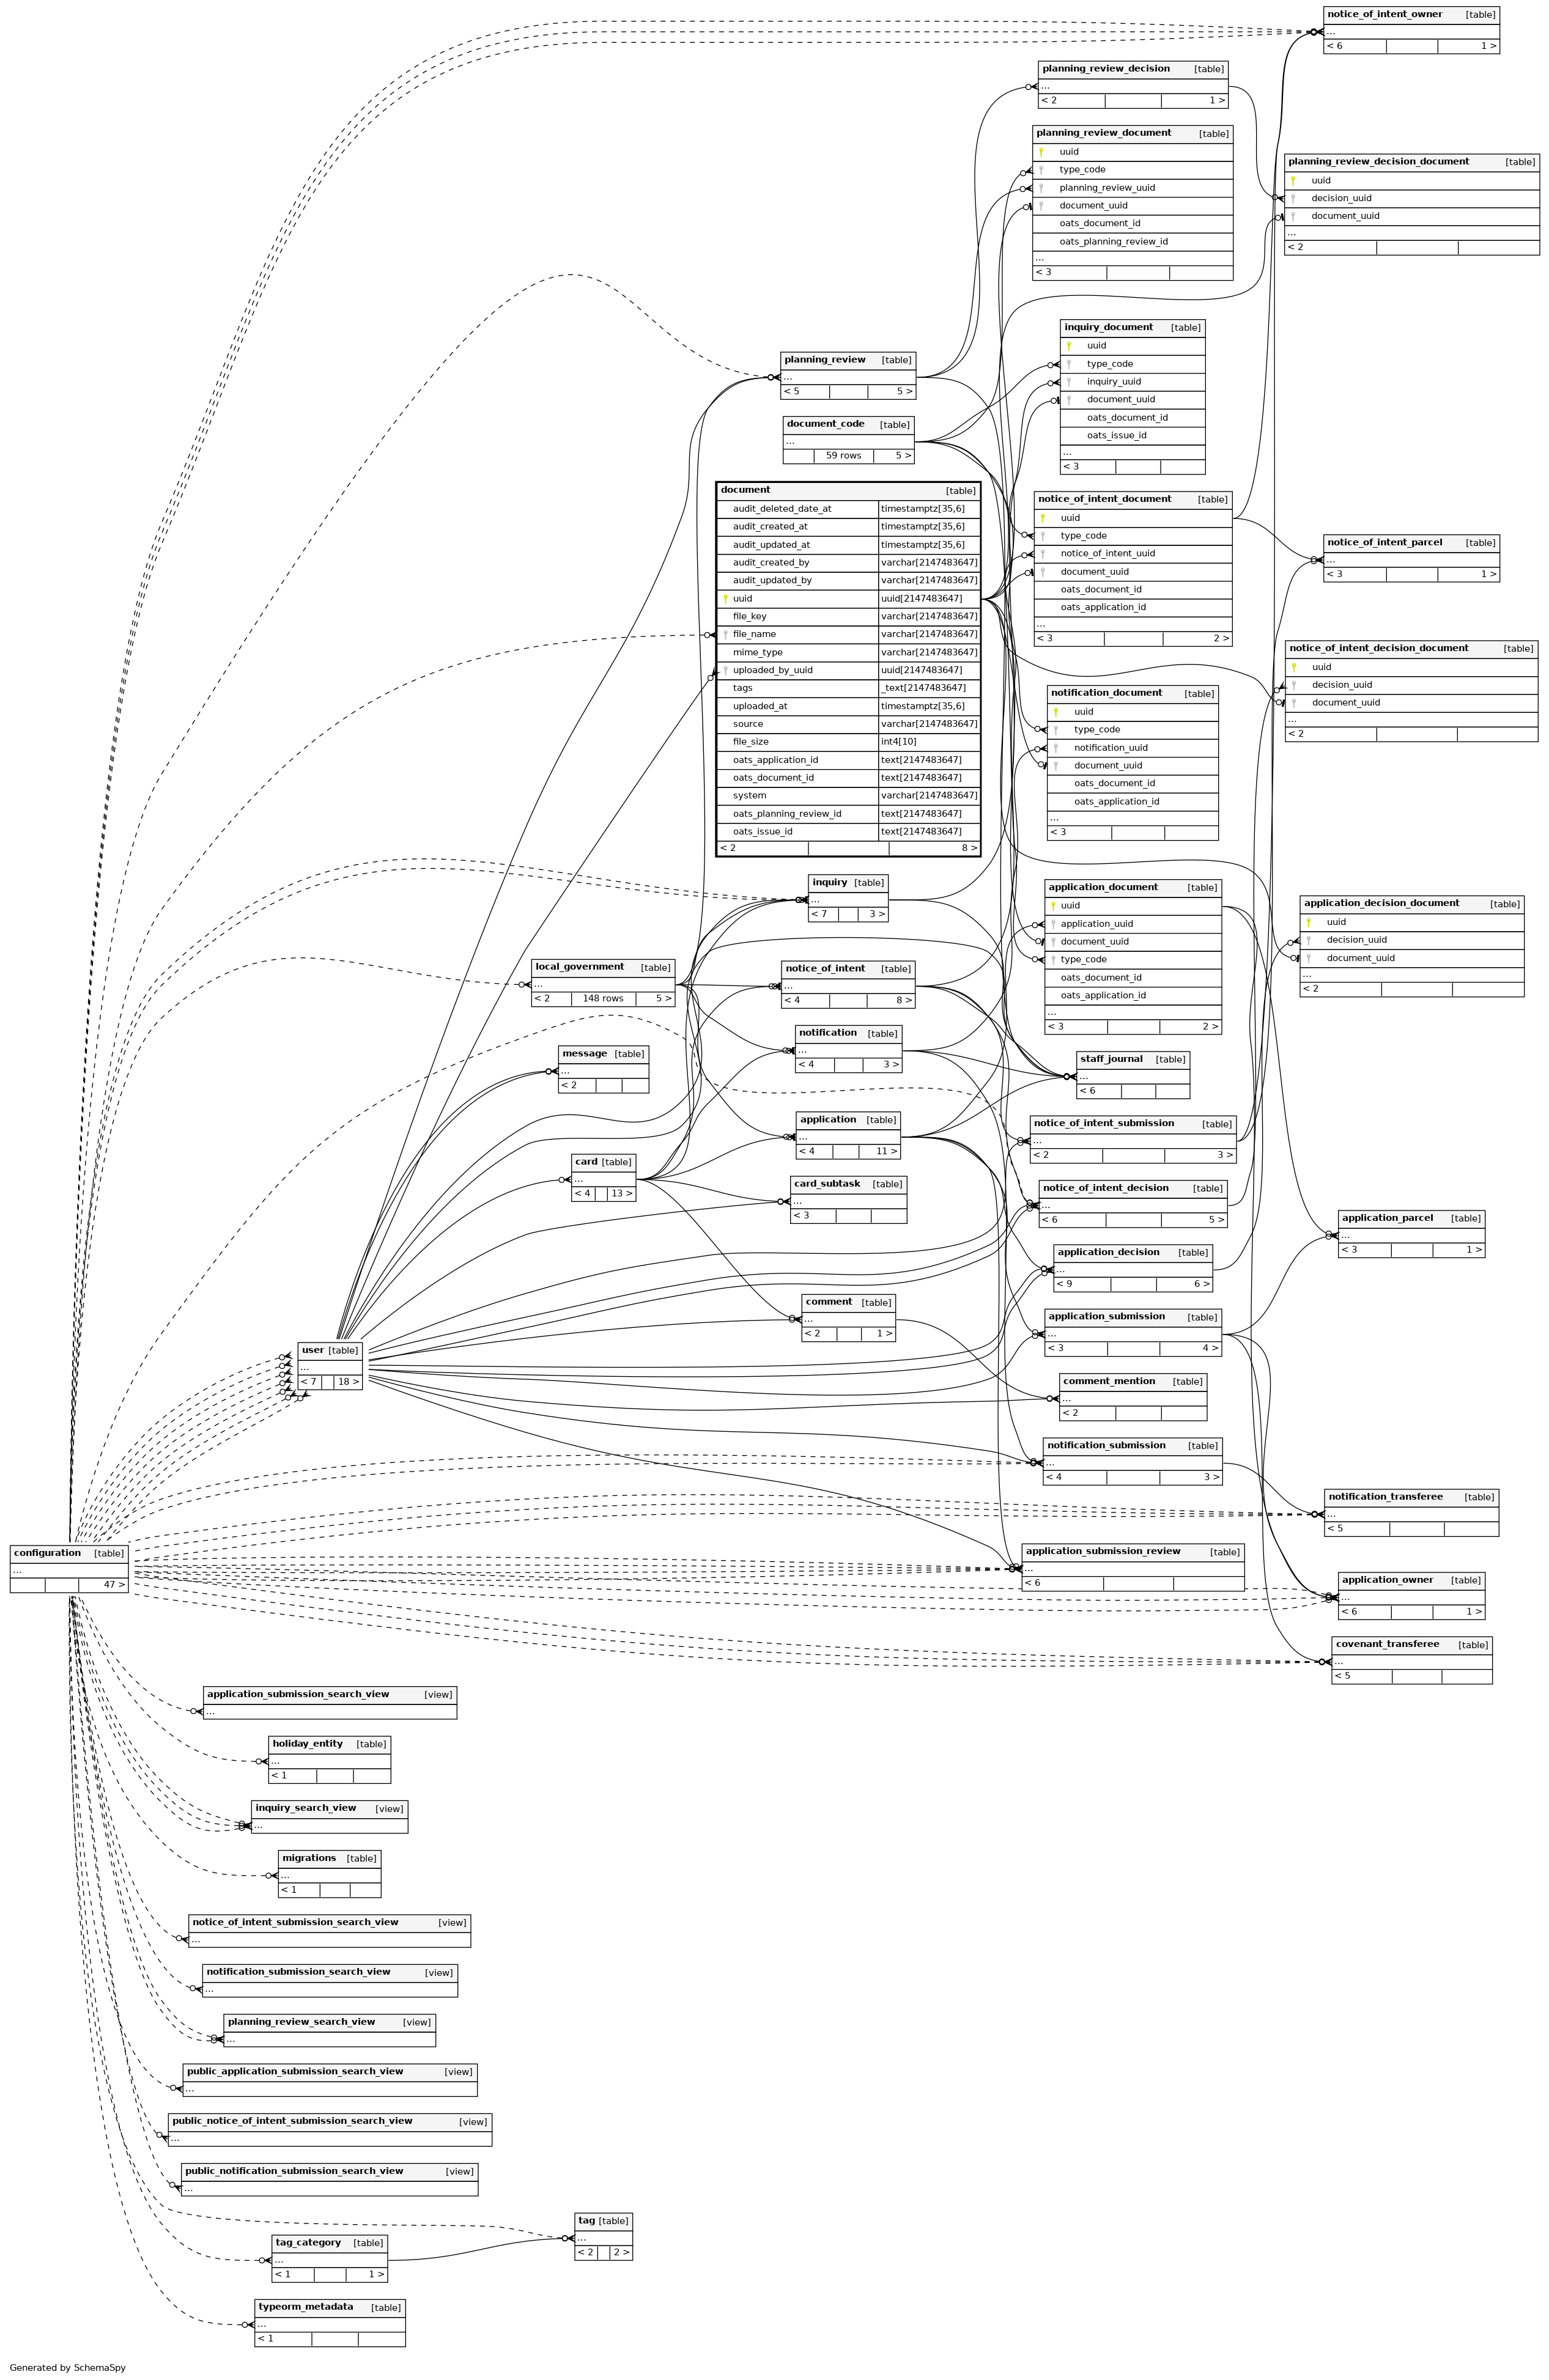 notice_of_intent_owner [table]
...
< 6 1 >
planning_review_decision [table]
...
< 2 1 >
planning_review_document [table]
uuid
type_code
planning_review_uuid
document_uuid
oats_document_id
oats_planning_review_id
...
< 3
planning_review_decision_document [table]
uuid
decision_uuid
document_uuid
...
< 2
inquiry_document [table]
uuid
type_code
inquiry_uuid
document_uuid
oats_document_id
oats_issue_id
...
< 3
planning_review [table]
...
< 5 5 >
document_code [table]
...
59 rows 5 >
document [table]
audit_deleted_date_at timestamptz[35,6]
audit_created_at timestamptz[35,6]
audit_updated_at timestamptz[35,6]
audit_created_by varchar[2147483647]
audit_updated_by varchar[2147483647]
uuid uuid[2147483647]
file_key varchar[2147483647]
file_name varchar[2147483647]
mime_type varchar[2147483647]
uploaded_by_uuid uuid[2147483647]
tags _text[2147483647]
uploaded_at timestamptz[35,6]
source varchar[2147483647]
file_size int4[10]
oats_application_id text[2147483647]
oats_document_id text[2147483647]
system varchar[2147483647]
oats_planning_review_id text[2147483647]
oats_issue_id text[2147483647]
< 2 8 >
notice_of_intent_document [table]
uuid
type_code
notice_of_intent_uuid
document_uuid
oats_document_id
oats_application_id
...
< 3 2 >
notice_of_intent_parcel [table]
...
< 3 1 >
notice_of_intent_decision_document [table]
uuid
decision_uuid
document_uuid
...
< 2
notification_document [table]
uuid
type_code
notification_uuid
document_uuid
oats_document_id
oats_application_id
...
< 3
inquiry [table]
...
< 7 3 >
application_document [table]
uuid
application_uuid
document_uuid
type_code
oats_document_id
oats_application_id
...
< 3 2 >
application_decision_document [table]
uuid
decision_uuid
document_uuid
...
< 2
local_government [table]
...
< 2 148 rows 5 >
notice_of_intent [table]
...
< 4 8 >
notification [table]
...
< 4 3 >
message [table]
...
< 2
staff_journal [table]
...
< 6
application [table]
...
< 4 11 >
notice_of_intent_submission [table]
...
< 2 3 >
card [table]
...
< 4 13 >
card_subtask [table]
...
< 3
notice_of_intent_decision [table]
...
< 6 5 >
application_parcel [table]
...
< 3 1 >
application_decision [table]
...
< 9 6 >
comment [table]
...
< 2 1 >
application_submission [table]
...
< 3 4 >
user [table]
...
< 7 18 >
comment_mention [table]
...
< 2
notification_submission [table]
...
< 4 3 >
notification_transferee [table]
...
< 5
configuration [table]
...
47 >
application_submission_review [table]
...
< 6
application_owner [table]
...
< 6 1 >
covenant_transferee [table]
...
< 5
application_submission_search_view [view]
...
holiday_entity [table]
...
< 1
inquiry_search_view [view]
...
migrations [table]
...
< 1
notice_of_intent_submission_search_view [view]
...
notification_submission_search_view [view]
...
planning_review_search_view [view]
...
public_application_submission_search_view [view]
...
public_notice_of_intent_submission_search_view [view]
...
public_notification_submission_search_view [view]
...
tag [table]
...
< 2 2 >
tag_category [table]
...
< 1 1 >
typeorm_metadata [table]
...
< 1
Generated by SchemaSpy